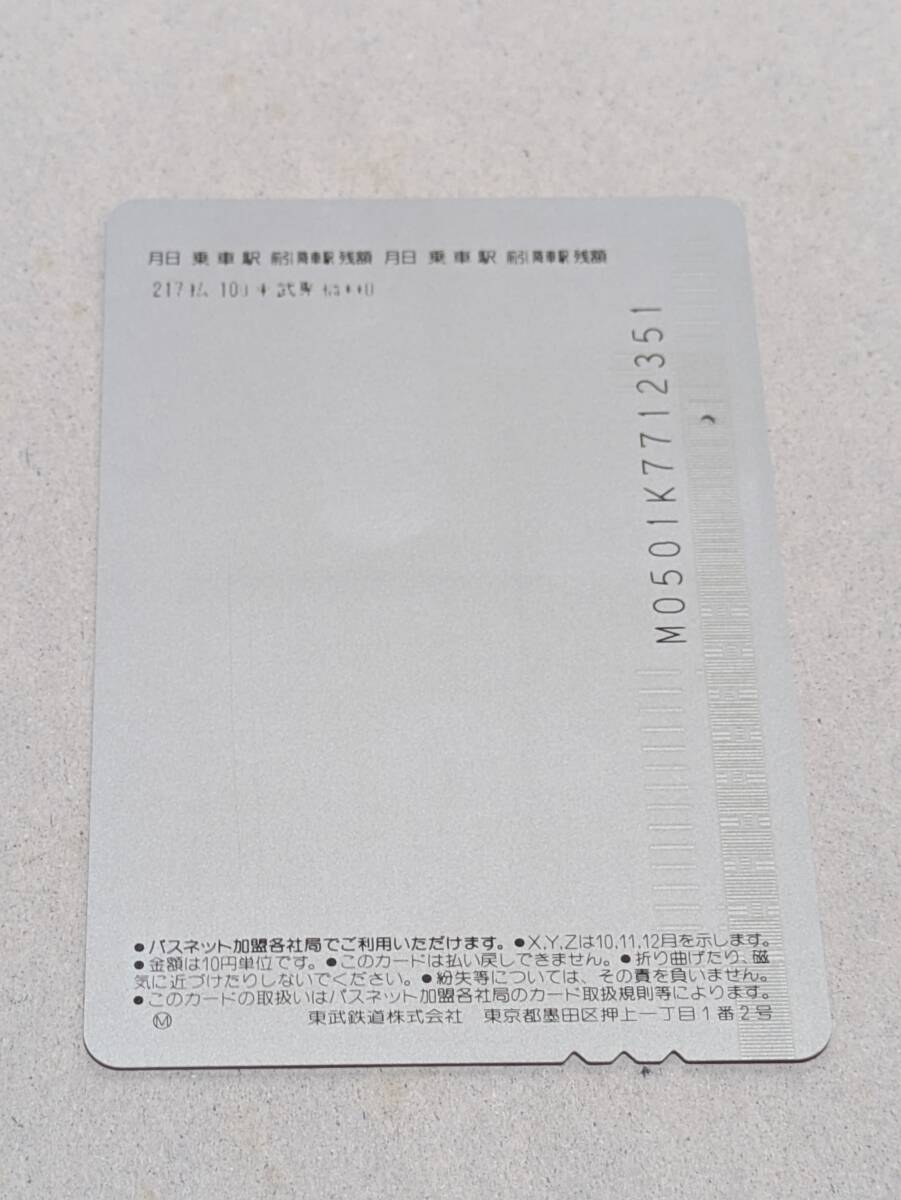 月日 乗車駅 前引降車駅 残額 月日 乗車駅 前引降車駅 残額
217
M0501K7712351
●パスネット加盟各社局でご利用いただけます。●X,Y,Zは10,11,12月を示します。
●金額は10円単位です。●このカードは払い戻しできません。●折り曲げたり、磁
気に近づけたりしないでください。●紛失等については、その責を負いません。
●このカードの取扱いはパスネット加盟各社局のカード取扱規則等によります。
Ⓜ 東武鉄道株式会社 東京都墨田区押上一丁目1番2号